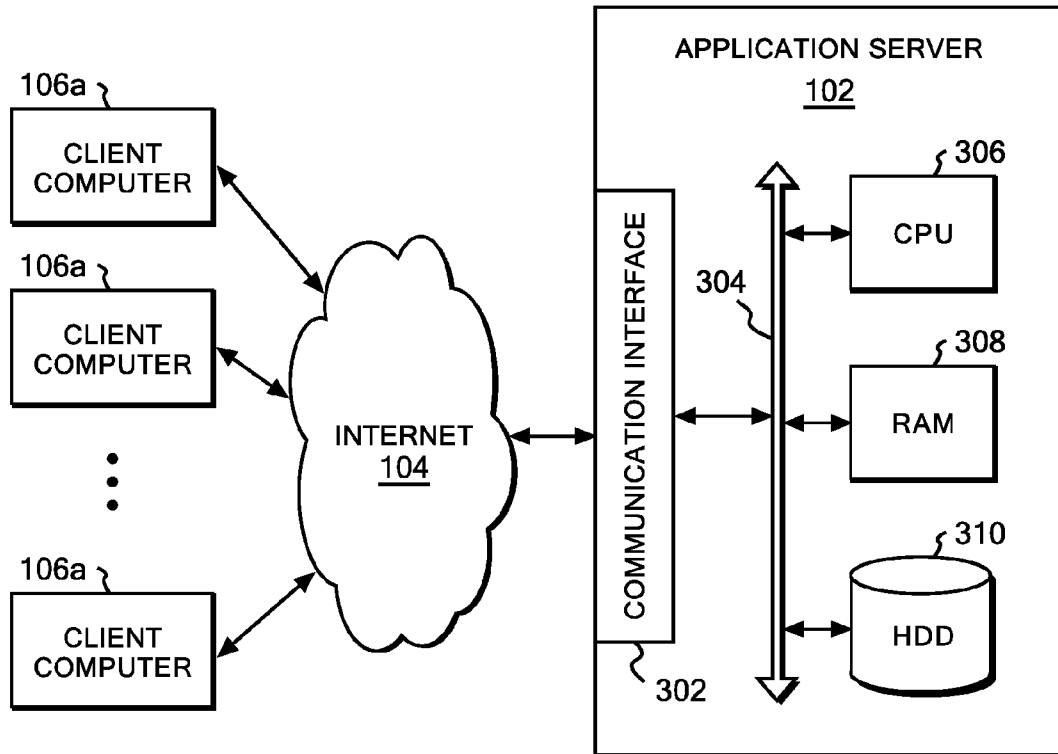 106a
CLIENT
COMPUTER
106a
CLIENT
COMPUTER
106a
CLIENT
COMPUTER
INTERNET
104
APPLICATION SERVER
102
COMMUNICATION INTERFACE
302
304
306
CPU
308
RAM
310
HDD